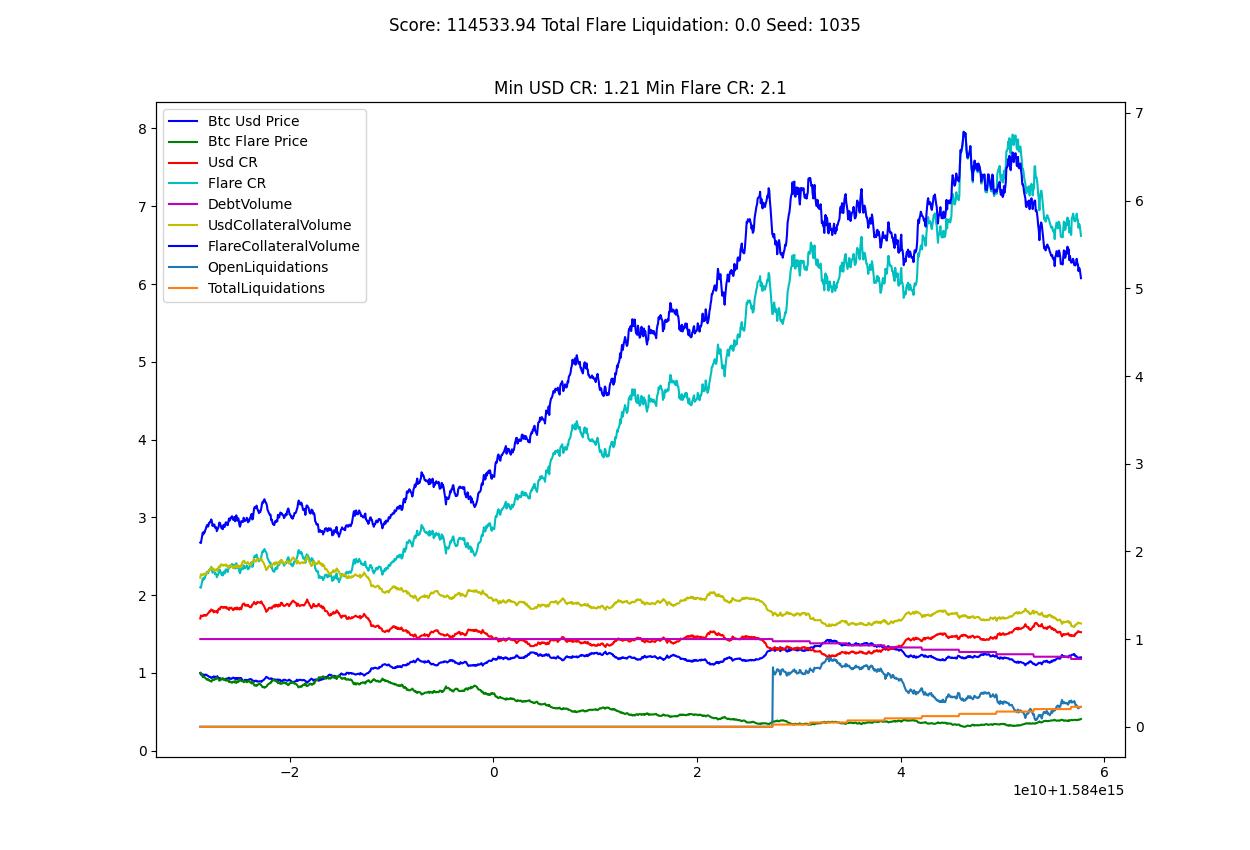 Score: 114533.94 Total Flare Liquidation: 0.0 Seed: 1035
Min USD CR: 1.21 Min Flare CR: 2.1
Btc Usd Price
Btc Flare Price
Usd CR
Flare CR
DebtVolume
UsdCollateralVolume
FlareCollateralVolume
OpenLiquidations
TotalLiquidations
8
7
6
5
4
3
2
1
0
7
6
5
4
3
2
1
0
−2
0
2
4
6
1e10+1.584e15